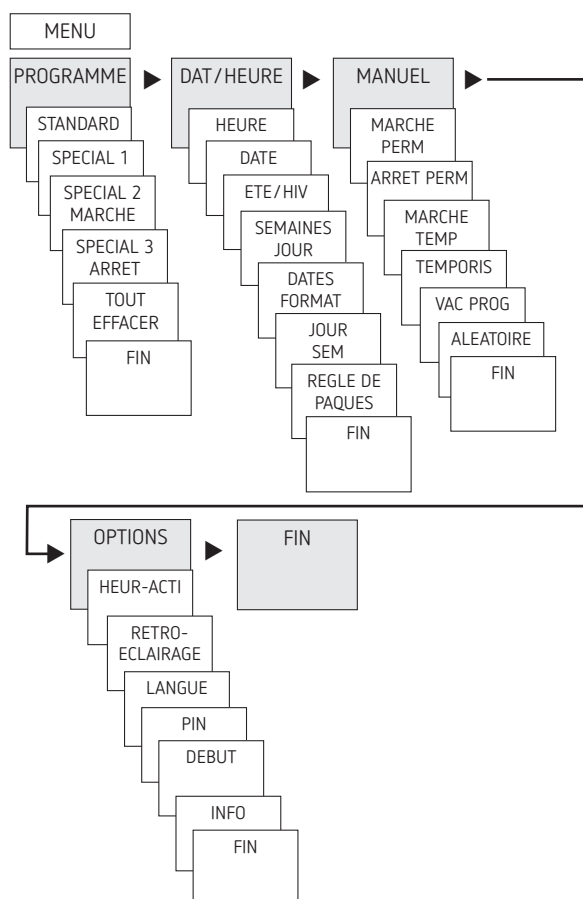 MENU
PROGRAMME
STANDARD
SPECIAL 1
SPECIAL 2
MARCHE
SPECIAL 3
ARRET
TOUT
EFFACER
FIN
DAT/HEURE
HEURE
DATE
ETE/HIV
SEMAINES
JOUR
DATES
FORMAT
JOUR
SEM
REGLE DE
PAQUES
FIN
MANUEL
MARCHE
PERM
ARRET PERM
MARCHE
TEMP
TEMPORIS
VAC PROG
ALEATOIRE
FIN
OPTIONS
HEUR-ACTI
RETRO-
ECLAIRAGE
LANGUE
PIN
DEBUT
INFO
FIN
FIN